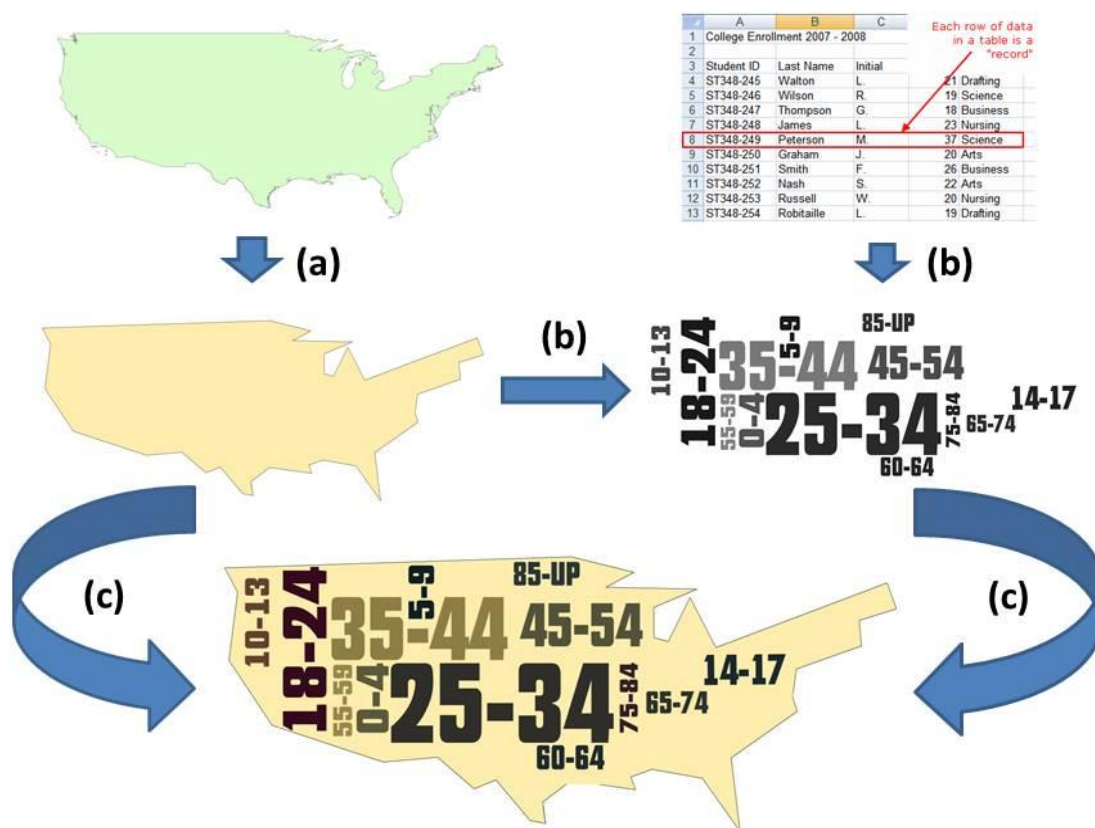 A B C
1 College Enrollment 2007 - 2008
2
3 Student ID Last Name Initial
4 ST348-245 Walton L. 21 Drafting
5 ST348-246 Wilson R. 19 Science
6 ST348-247 Thompson G. 18 Business
7 ST348-248 James L. 23 Nursing
8 ST348-249 Peterson M. 37 Science
9 ST348-250 Graham J. 20 Arts
10 ST348-251 Smith F. 26 Business
11 ST348-252 Nash S. 22 Arts
12 ST348-253 Russell W. 20 Nursing
13 ST348-254 Robitaille L. 19 Drafting
Each row of data
in a table is a
"record"
(a)
(b)
(b)
10-13
18-24
35-44
5-9
85-UP
45-54
55-59
0-4
25-34
75-84
65-74
14-17
60-64
(c)
(c)
10-13
18-24
35-44
5-9
85-UP
45-54
55-59
0-4
25-34
75-84
65-74
14-17
60-64